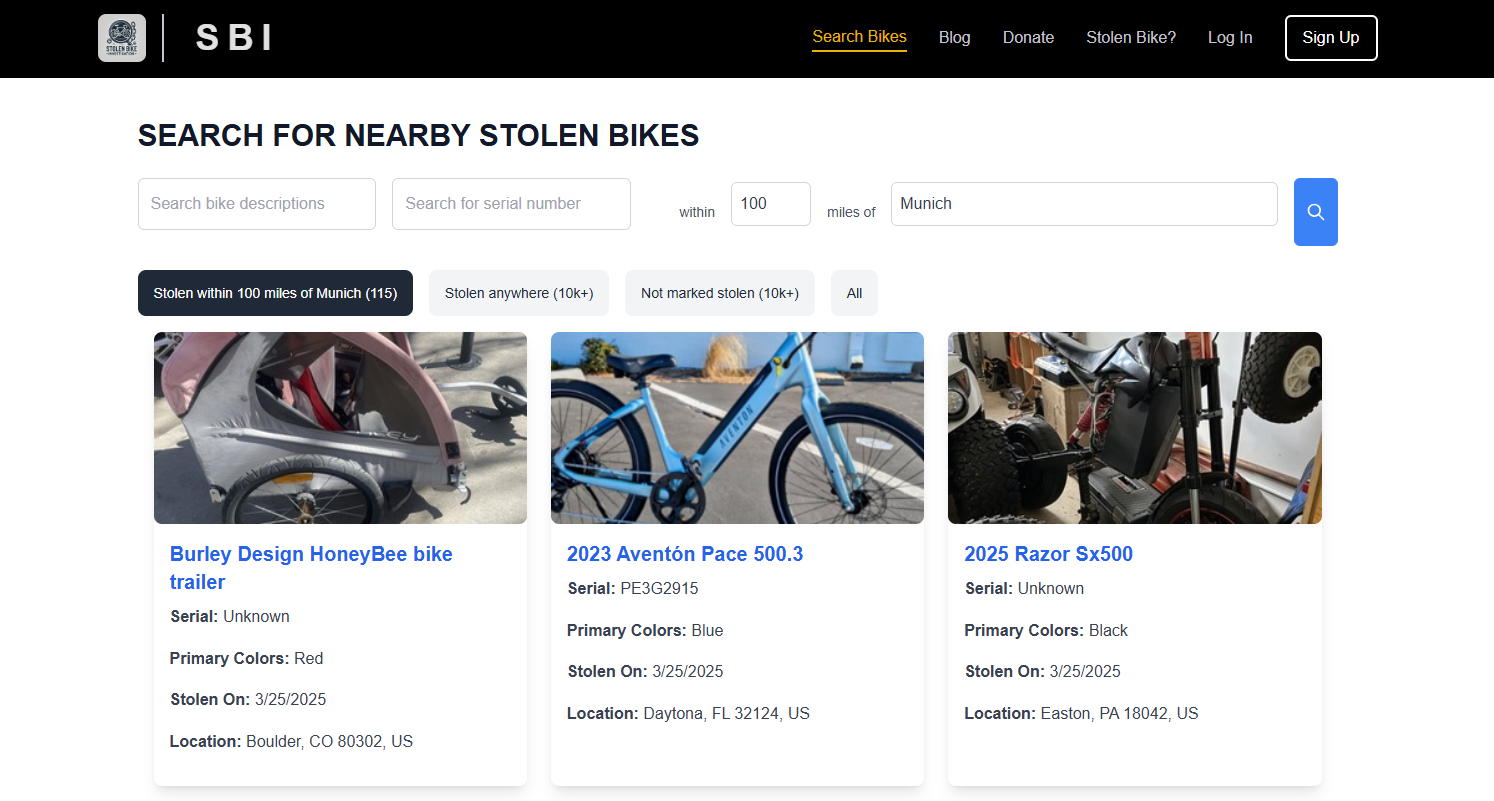 STOLEN BIKE
SBI
Search Bikes
Blog
Donate
Stolen Bike?
Log In
Sign Up
SEARCH FOR NEARBY STOLEN BIKES
Search bike descriptions
Search for serial number
within
100
miles of
Munich
Stolen within 100 miles of Munich (115)
Stolen anywhere (10k+)
Not marked stolen (10k+)
All
AVENTON
Burley Design HoneyBee bike
trailer
Serial: Unknown
Primary Colors: Red
Stolen On: 3/25/2025
Location: Boulder, CO 80302, US
2023 Aventón Pace 500.3
Serial: PE3G2915
Primary Colors: Blue
Stolen On: 3/25/2025
Location: Daytona, FL 32124, US
2025 Razor Sx500
Serial: Unknown
Primary Colors: Black
Stolen On: 3/25/2025
Location: Easton, PA 18042, US